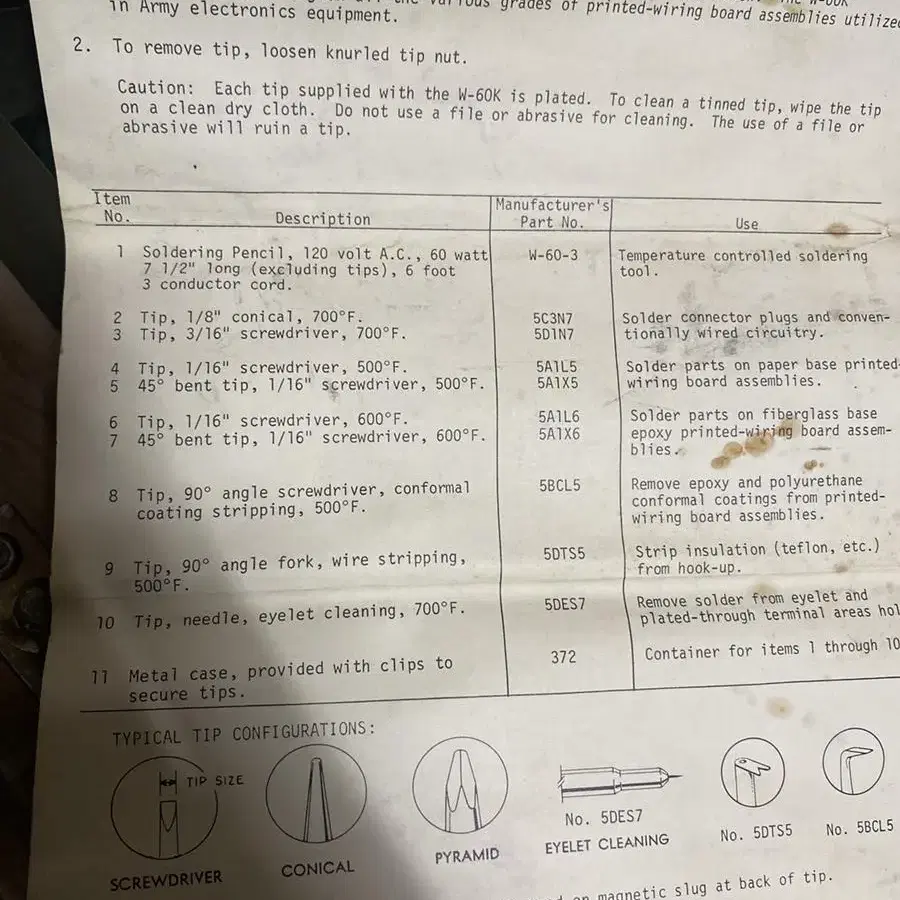 various grades of printed-wiring board assemblies utilized
in Army electronics equipment.
2. To remove tip, loosen knurled tip nut.
Caution: Each tip supplied with the W-60K is plated. To clean a tinned tip, wipe the tip
on a clean dry cloth. Do not use a file or abrasive for cleaning. The use of a file or
abrasive will ruin a tip.
Item No. Description Manufacturer's Part No. Use
1 Soldering Pencil, 120 volt A.C., 60 watt W-60-3 Temperature controlled soldering
7 1/2" long (excluding tips), 6 foot tool.
3 conductor cord.
2 Tip, 1/8" conical, 700°F. 5C3N7 Solder connector plugs and conven-
3 Tip, 3/16" screwdriver, 700°F. 5D1N7 tionally wired circuitry.
4 Tip, 1/16" screwdriver, 500°F. 5A1L5 Solder parts on paper base printed-
5 45° bent tip, 1/16" screwdriver, 500°F. 5A1X5 wiring board assemblies.
6 Tip, 1/16" screwdriver, 600°F. 5A1L6 Solder parts on fiberglass base
7 45° bent tip, 1/16" screwdriver, 600°F. 5A1X6 epoxy printed-wiring board assem-
blies.
8 Tip, 90° angle screwdriver, conformal 5BCL5 Remove epoxy and polyurethane
coating stripping, 500°F. conformal coatings from printed-
wiring board assemblies.
9 Tip, 90° angle fork, wire stripping, 5DTS5 Strip insulation (teflon, etc.)
500°F. from hook-up.
10 Tip, needle, eyelet cleaning, 700°F. 5DES7 Remove solder from eyelet and
plated-through terminal areas hol
11 Metal case, provided with clips to 372 Container for items 1 through 10
secure tips.
TYPICAL TIP CONFIGURATIONS:
TIP SIZE
SCREWDRIVER
CONICAL
PYRAMID
No. 5DES7
EYELET CLEANING
No. 5DTS5
No. 5BCL5
on magnetic slug at back of tip.